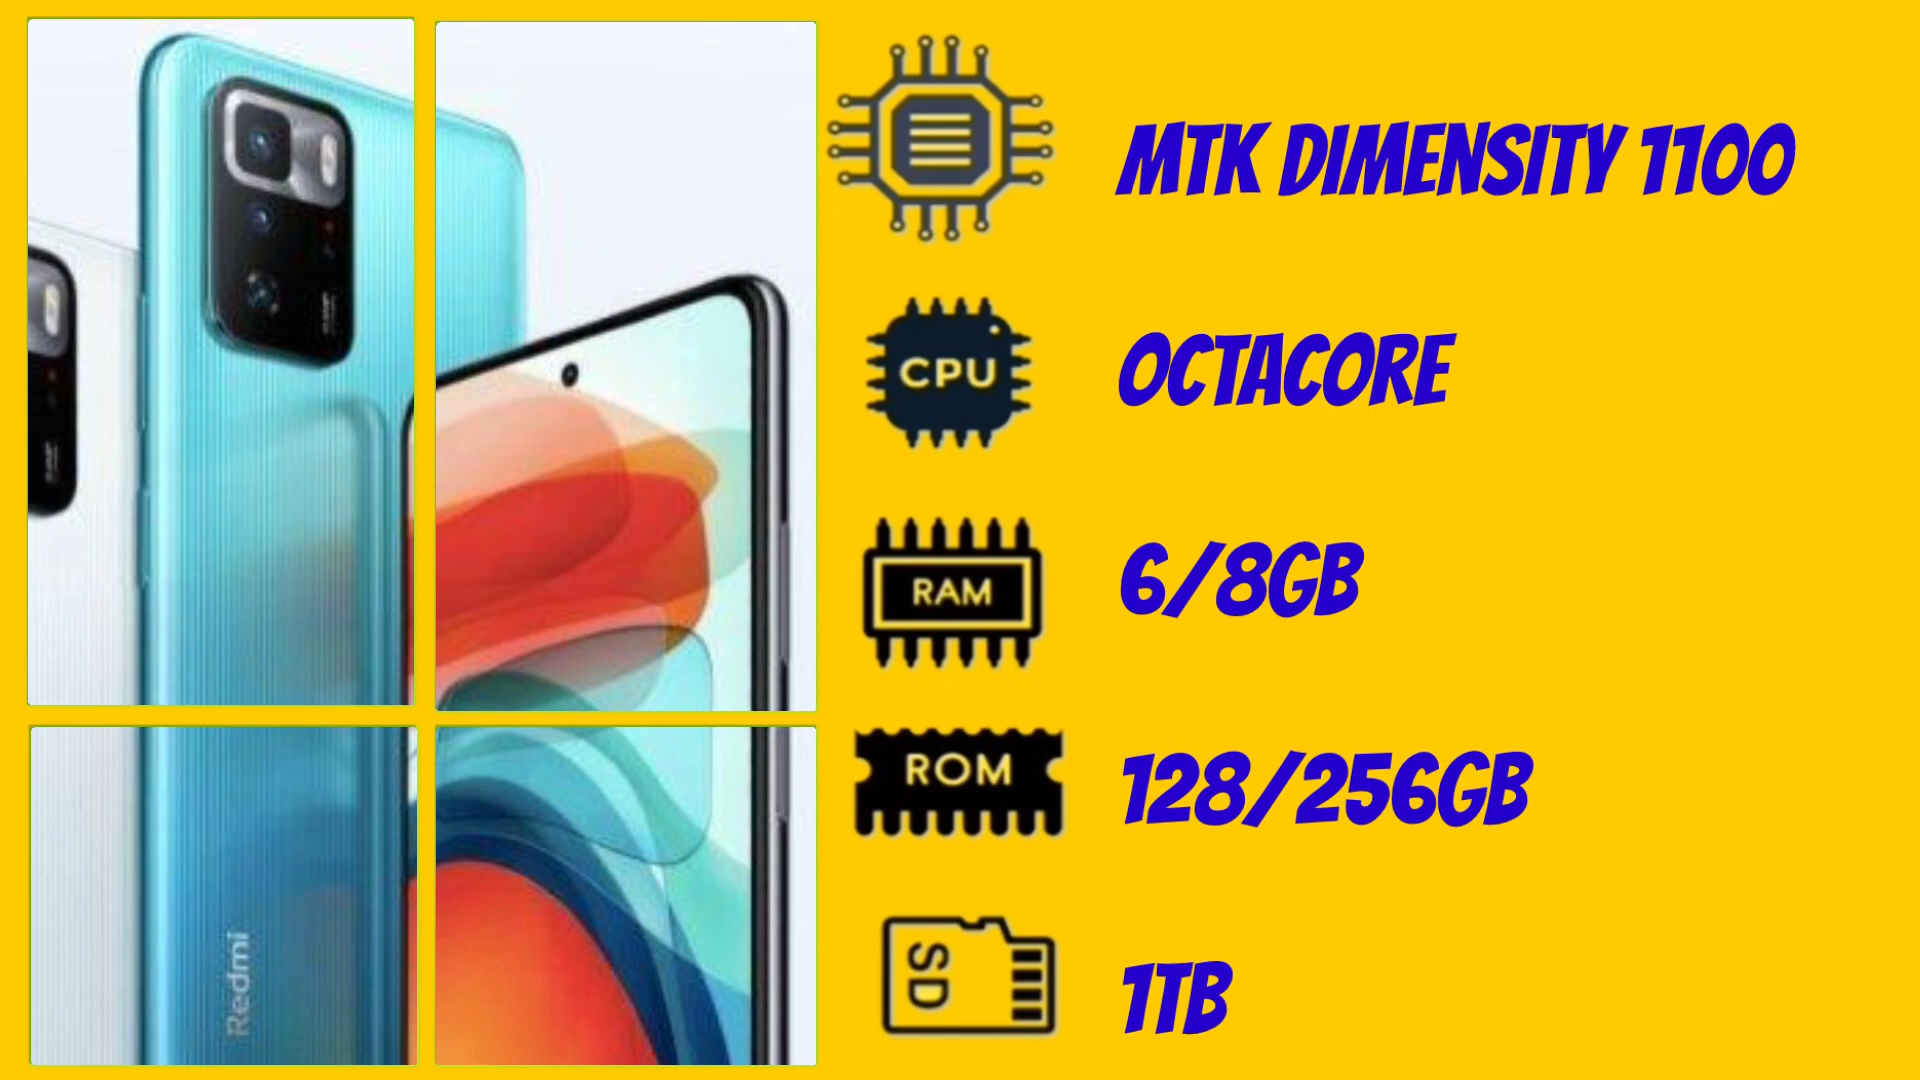 MTK DIMENSITY 1100
CPU
OCTACORE
RAM
6/8GB
ROM
128/256GB
SD
1TB
Redmi